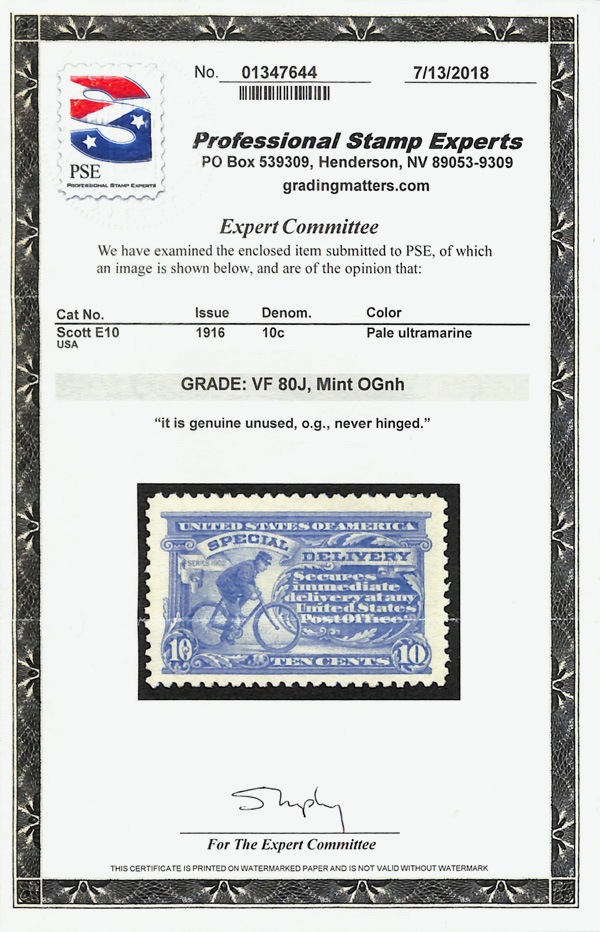 No. 01347644 7/13/2018
PSE
PROFESSIONAL STAMP EXPERTS
Professional Stamp Experts
PO Box 539309, Henderson, NV 89053-9309
gradingmatters.com
Expert Committee
We have examined the enclosed item submitted to PSE, of which
an image is shown below, and are of the opinion that:
Cat No. Issue Denom. Color
Scott E10 1916 10c Pale ultramarine
USA
GRADE: VF 80J, Mint OGnh
“it is genuine unused, o.g., never hinged.”
UNITED STATES OF AMERICA
SPECIAL DELIVERY
SERIES 1902
Secures
immediate
delivery at any
United States
Post Office
10 TEN CENTS 10
For The Expert Committee
THIS CERTIFICATE IS PRINTED ON WATERMARKED PAPER AND IS NOT VALID WITHOUT WATERMARK